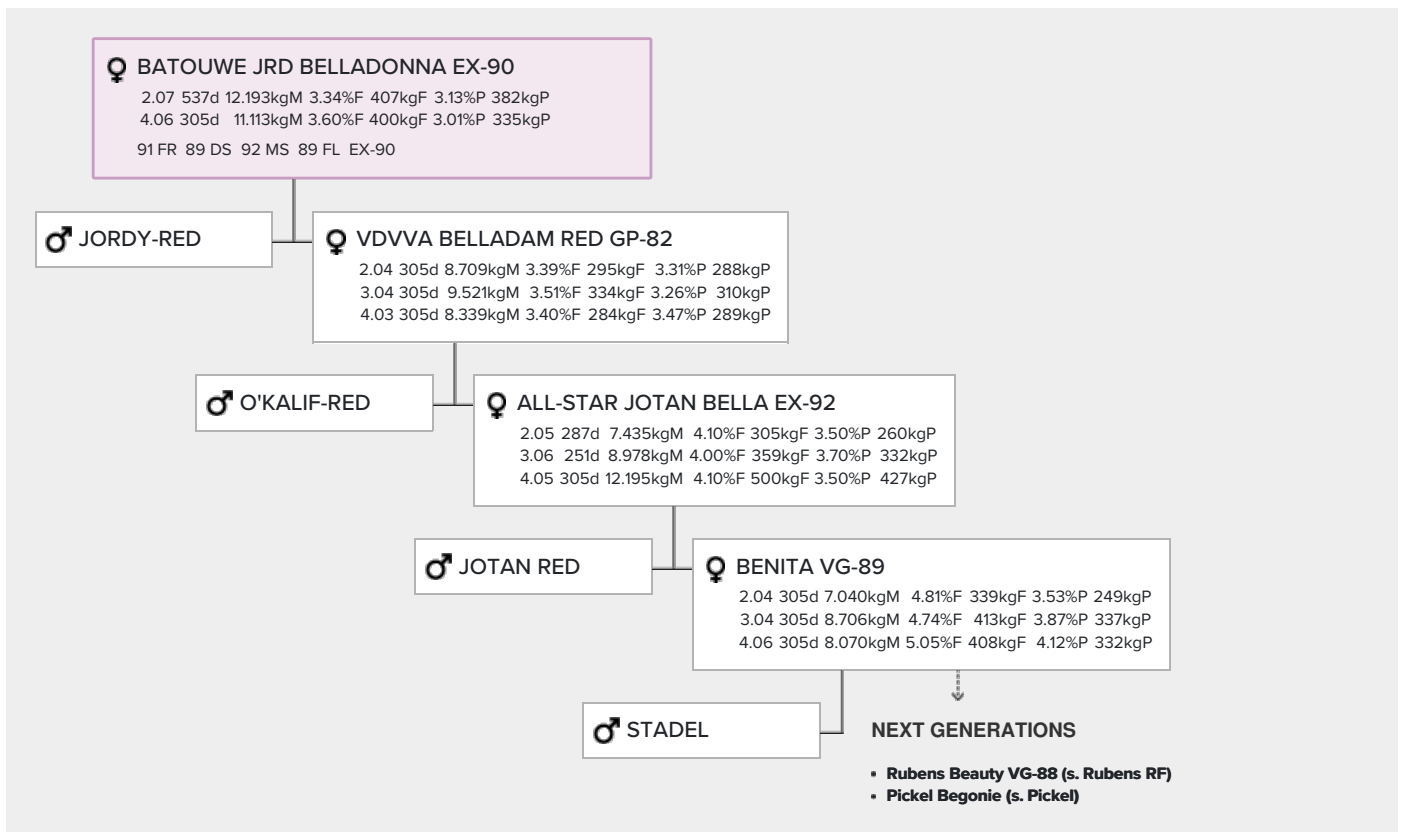 BATOUWE JRD BELLADONNA EX-90
2.07 537d 12.193kgM 3.34%F 407kgF 3.13%P 382kgP
4.06 305d 11.113kgM 3.60%F 400kgF 3.01%P 335kgP
91 FR 89 DS 92 MS 89 FL EX-90
JORDY-RED
VDVVA BELLADAM RED GP-82
2.04 305d 8.709kgM 3.39%F 295kgF 3.31%P 288kgP
3.04 305d 9.521kgM 3.51%F 334kgF 3.26%P 310kgP
4.03 305d 8.339kgM 3.40%F 284kgF 3.47%P 289kgP
O'KALIF-RED
ALL-STAR JOTAN BELLA EX-92
2.05 287d 7.435kgM 4.10%F 305kgF 3.50%P 260kgP
3.06 251d 8.978kgM 4.00%F 359kgF 3.70%P 332kgP
4.05 305d 12.195kgM 4.10%F 500kgF 3.50%P 427kgP
JOTAN RED
BENITA VG-89
2.04 305d 7.040kgM 4.81%F 339kgF 3.53%P 249kgP
3.04 305d 8.706kgM 4.74%F 413kgF 3.87%P 337kgP
4.06 305d 8.070kgM 5.05%F 408kgF 4.12%P 332kgP
STADEL
NEXT GENERATIONS
• Rubens Beauty VG-88 (s. Rubens RF)
• Pickel Begonie (s. Pickel)